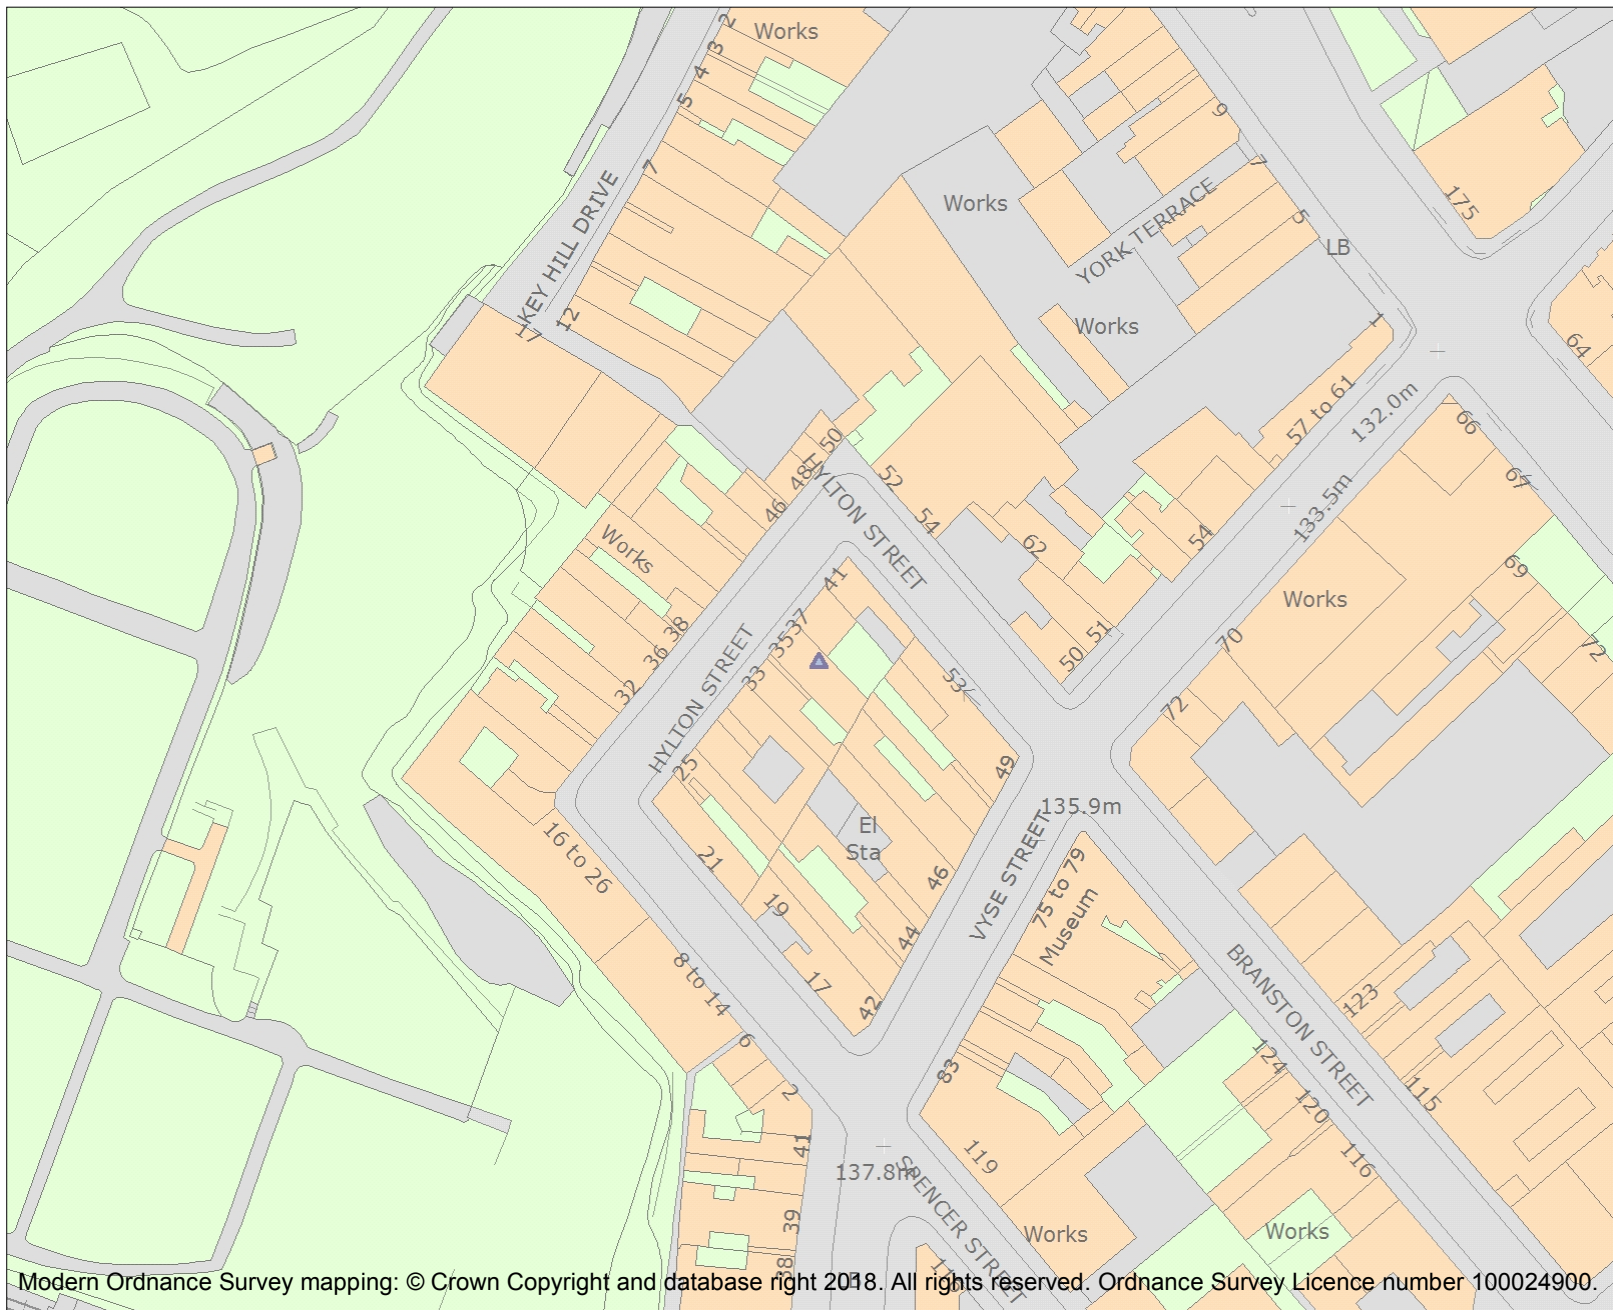 2
Works
3
4
5
7
9
7
5
175
LB
Works
YORK TERRACE
KEY HILL DRIVE
17
12
Works
1
64
57 to 61
132.0m
66
67
133.5m
50
48
46
HYLTON STREET
52
54
62
54
69
Works
Works
41
37
35
33
38
36
32
HYLTON STREET
51
50
70
72
72
53
49
25
135.9m
El
Sta
21
16 to 26
19
46
44
VYSE STREET
75 to 79
Museum
17
42
8 to 14
6
2
BRANSTON STREET
123
124
120
116
115
83
119
41
137.8m
SPENCER STREET
39
38
Works
Works
Modern Ordnance Survey mapping: © Crown Copyright and database right 2018. All rights reserved. Ordnance Survey Licence number 100024900.